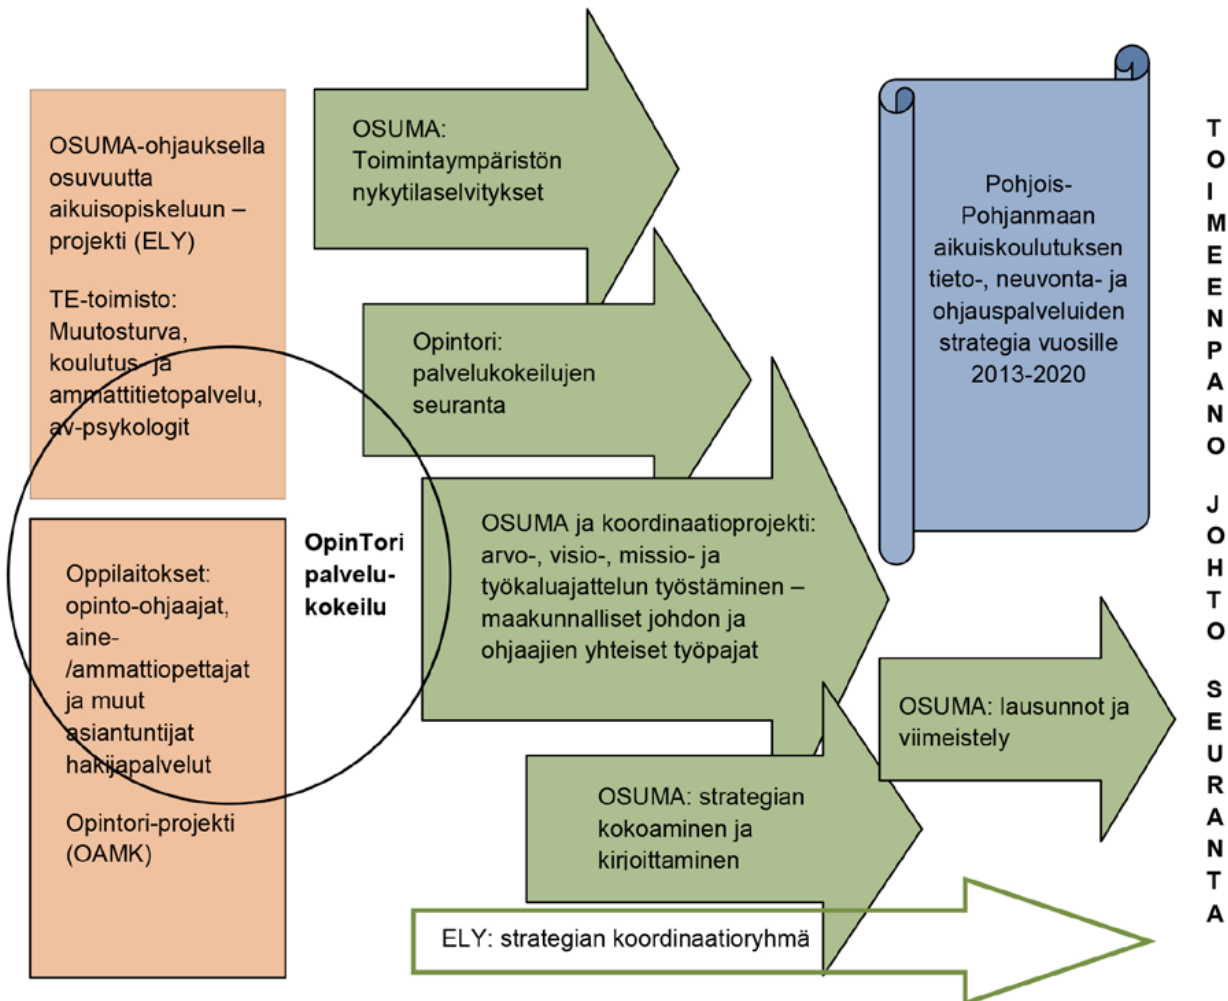 OSUMA-ohjauksella
osuvuutta
aikuisopiskeluun –
projekti (ELY)
TE-toimisto:
Muutosturva,
koulutus- ja
ammattitietopalvelu,
av-psykologit
Oppilaitokset:
opinto-ohjaajat,
aine-
/ammattiopettajat
ja muut
asiantuntijat
hakijapalvelut
Opintori-projekti
(OAMK)
OpinTori
palvelu-
kokeilu
OSUMA:
Toimintaympäristön
nykytilaselvitykset
Opintori:
palvelukokeilujen
seuranta
OSUMA ja koordinaatioprojekti:
arvo-, visio-, missio- ja
työkaluajattelun työstäminen –
maakunnalliset johdon ja
ohjaajien yhteiset työpajat
OSUMA: strategian
kokoaminen ja
kirjoittaminen
OSUMA: lausunnot ja
viimeistely
ELY: strategian koordinaatioryhmä
Pohjois-
Pohjanmaan
aikuiskoulutuksen
tieto-, neuvonta- ja
ohjauspalveluiden
strategia vuosille
2013-2020
TOIMEENPANO JOHTO SEURANTA